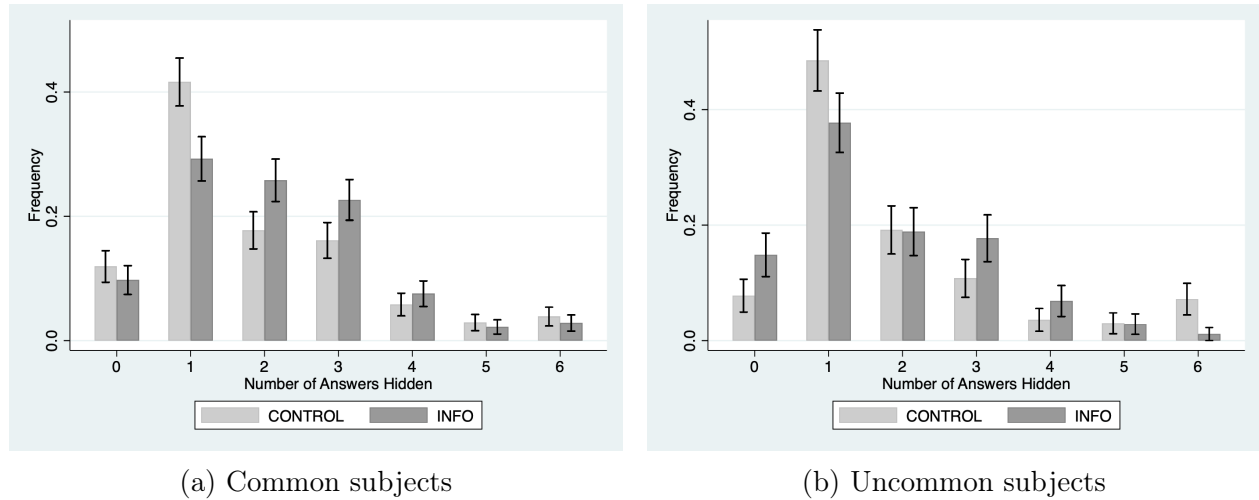 Frequency
0.4
0.2
0.0
0 1 2 3 4 5 6
Number of Answers Hidden
CONTROL INFO
(a) Common subjects
Frequency
0.4
0.2
0.0
0 1 2 3 4 5 6
Number of Answers Hidden
CONTROL INFO
(b) Uncommon subjects